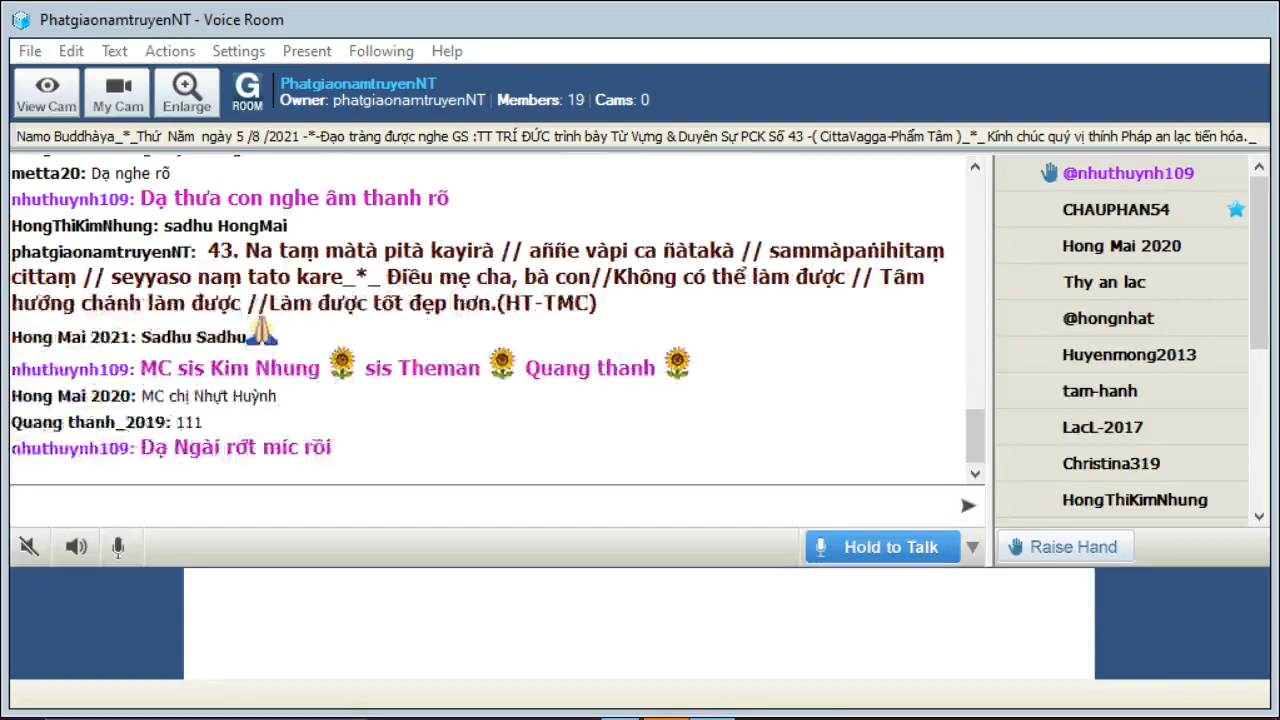 PhatgiaonamtruyenNT - Voice Room
File Edit Text Actions Settings Present Following Help
View Cam My Cam Enlarge G ROOM
PhatgiaonamtruyenNT
Owner: phatgiaonamtruyenNT | Members: 19 | Cams: 0
Namo Buddhàya_*_Thứ Năm ngày 5 /8 /2021 -*-Đạo tràng được nghe GS :TT TRÍ ĐỨC trình bày Từ Vựng & Duyên Sự PCK Số 43 -( CittaVagga-Phẩm Tâm )_*_ Kính chúc quý vị thính Pháp an lạc tiến hóa._
metta20: Dạ nghe rõ
nhuthuynh109: Dạ thưa con nghe âm thanh rõ
HongThiKimNhung: sadhu HongMai
phatgiaonamtruyenNT: 43. Na taṃ màtà pità kayirà // aññe vàpi ca ñàtakà // sammàpaṅihitaṃ
cittaṃ // seyyaso naṃ tato kare_*_ Điều mẹ cha, bà con//Không có thể làm được // Tâm
hướng chánh làm được //Làm được tốt đẹp hơn.(HT-TMC)
Hong Mai 2021: Sadhu Sadhu
nhuthuynh109: MC sis Kim Nhung sis Theman Quang thanh
Hong Mai 2020: MC chị Nhựt Huỳnh
Quang thanh_2019: 111
nhuthuynh109: Dạ Ngài rớt míc rồi
@nhuthuynh109
CHAUPHAN54
Hong Mai 2020
Thy an lac
@hongnhat
Huyenmong2013
tam-hanh
LacL-2017
Christina319
HongThiKimNhung
Hold to Talk
Raise Hand